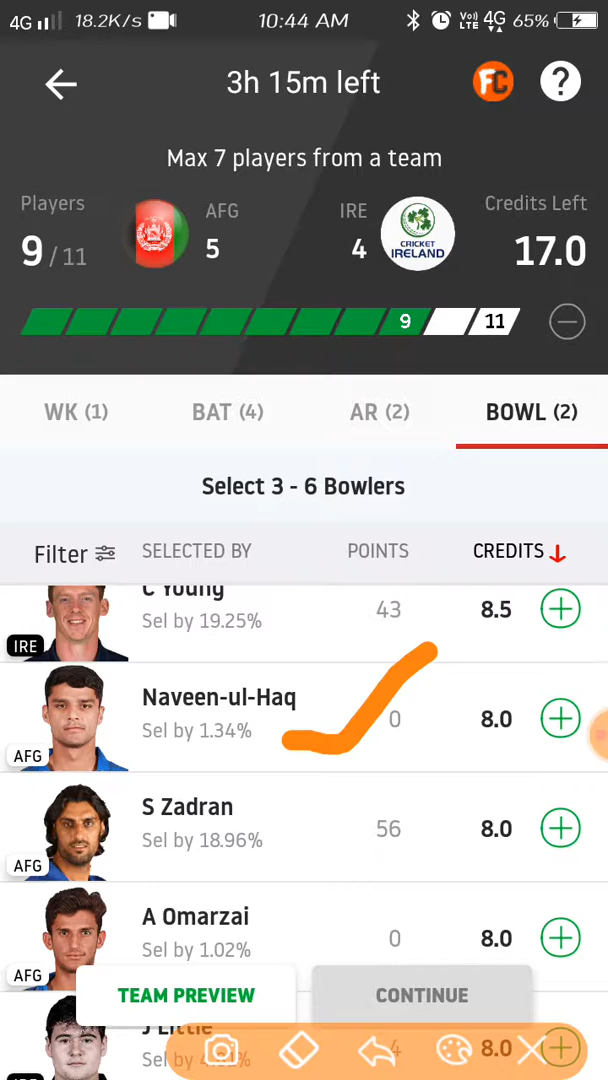 4G 18.2K/s 10:44 AM VoLTE 4G 65%
3h 15m left FC ?
Max 7 players from a team
Players AFG IRE Credits Left
9 / 11 5 4 CRICKET IRELAND 17.0
9 11
WK (1) BAT (4) AR (2) BOWL (2)
Select 3 - 6 Bowlers
Filter SELECTED BY POINTS CREDITS
C Young
Sel by 19.25% 43 8.5
IRE
Naveen-ul-Haq
Sel by 1.34% 0 8.0
AFG
S Zadran
Sel by 18.96% 56 8.0
AFG
A Omarzai
Sel by 1.02% 0 8.0
AFG
TEAM PREVIEW CONTINUE
J Little
Sel by 8.0